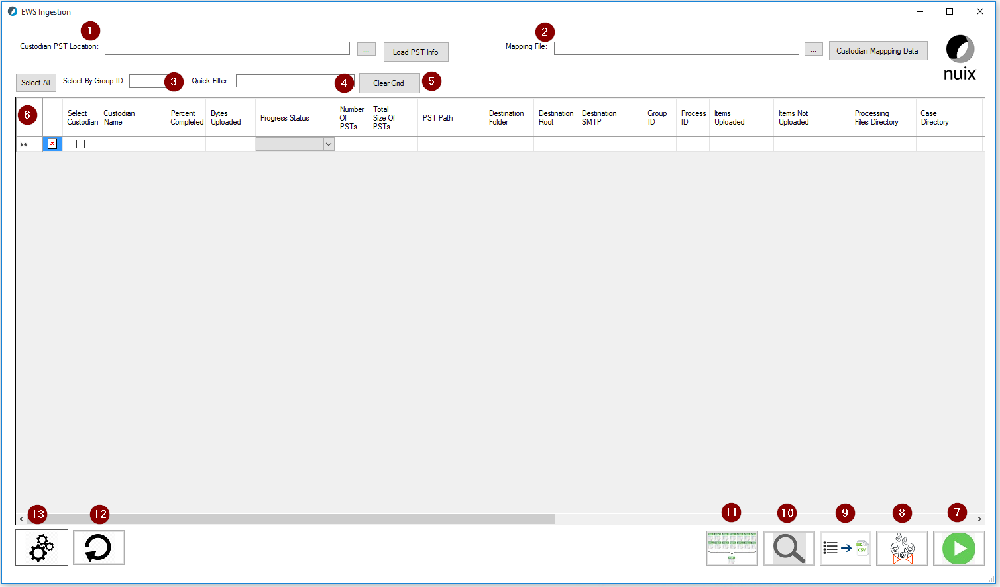 EWS Ingestion
1
2
Custodian PST Location:
...
Load PST Info
Mapping File:
...
Custodian Mappping Data
nuix
Select All
Select By Group ID:
3
Quick Filter:
4
Clear Grid
5
6
Select
Custodian
Custodian
Name
Percent
Completed
Bytes
Uploaded
Progress Status
Number
Of
PSTs
Total
Size Of
PSTs
PST Path
Destination
Folder
Destination
Root
Destination
SMTP
Group
ID
Process
ID
Items
Uploaded
Items Not
Uploaded
Processing
Files Directory
Case
Directory
13
12
11
10
9
8
7
CSV